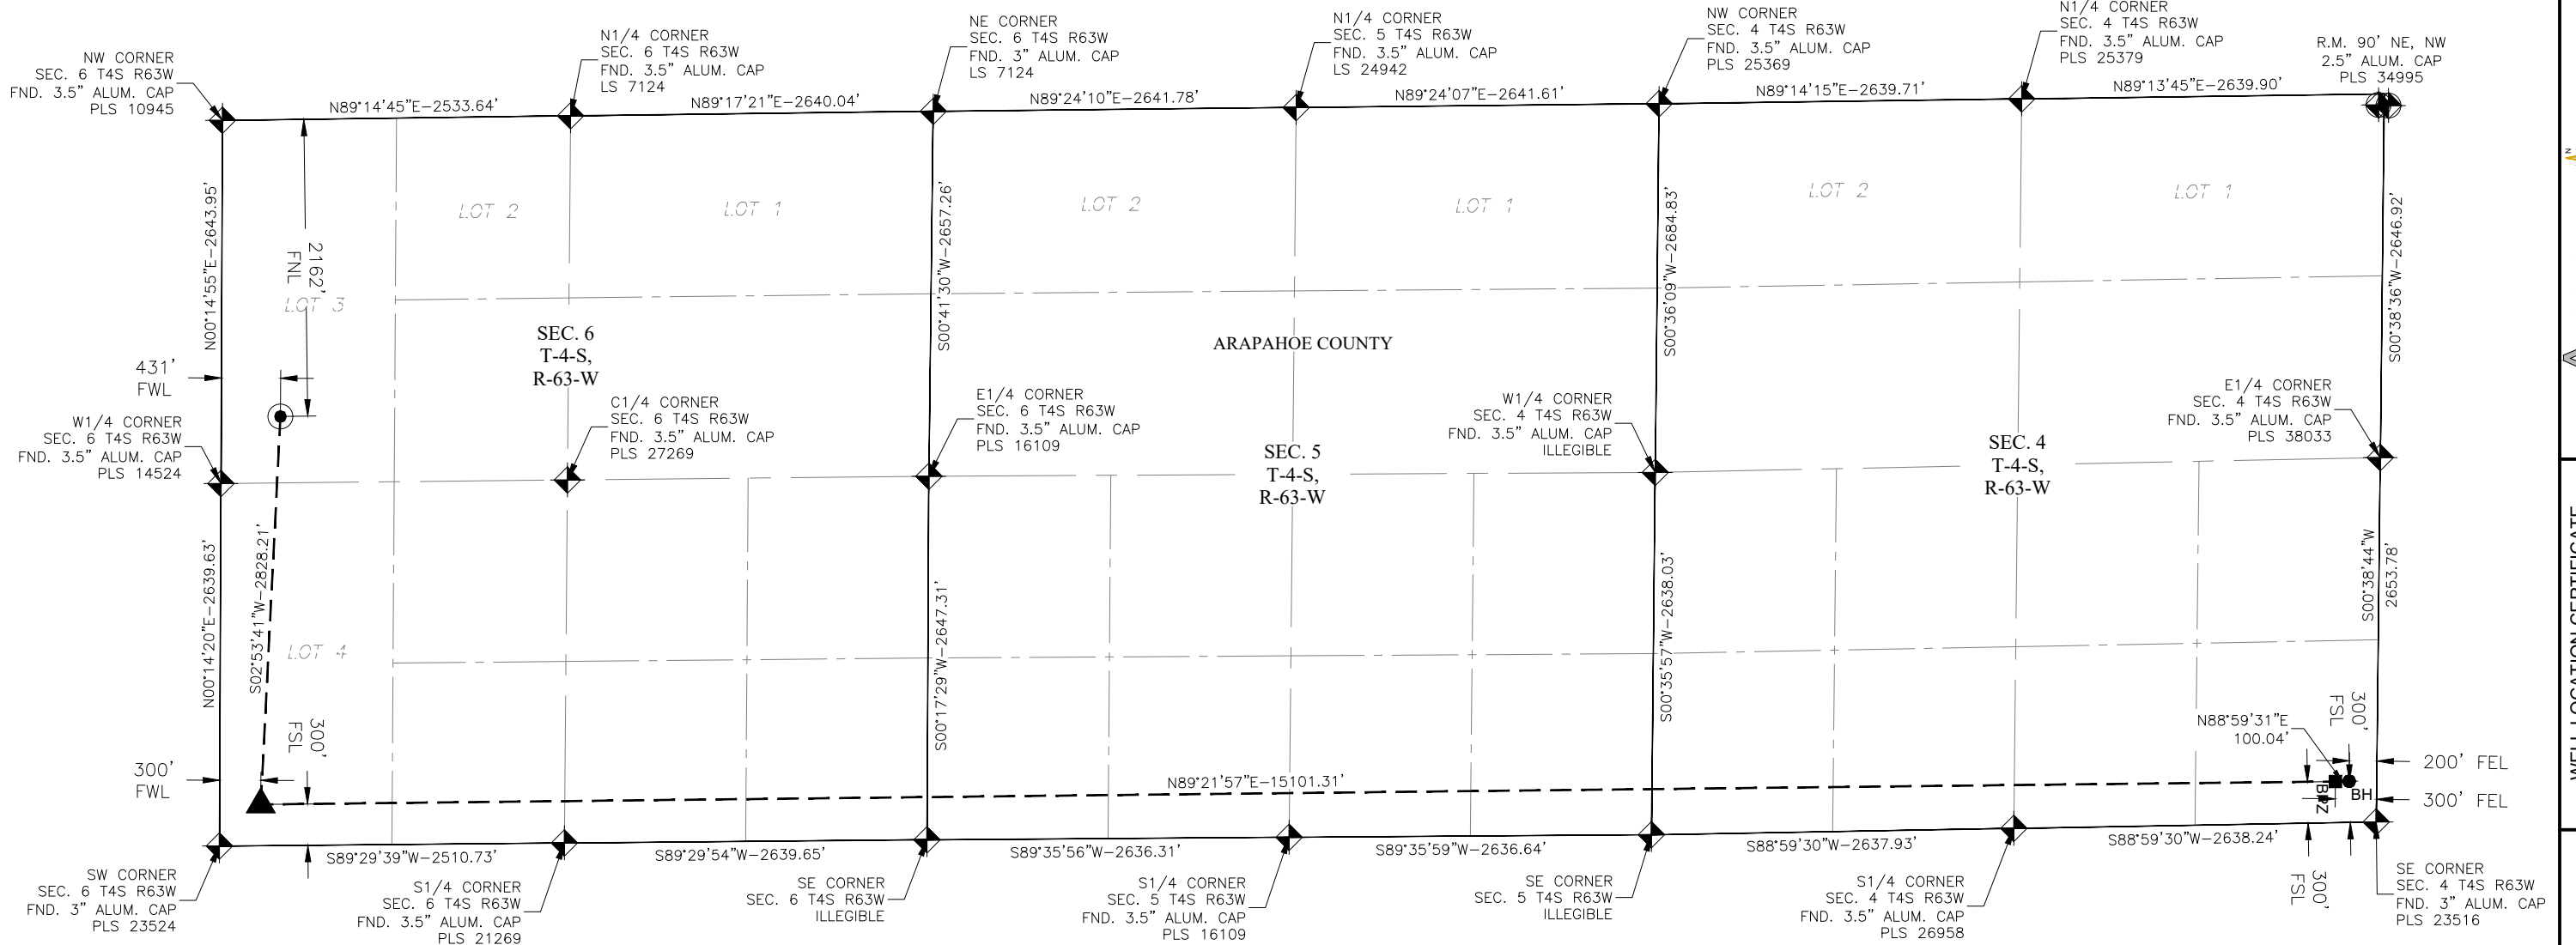 NW CORNER
SEC. 6 T4S R63W
FND. 3.5" ALUM. CAP
PLS 10945
N1/4 CORNER
SEC. 6 T4S R63W
FND. 3.5" ALUM. CAP
LS 7124
NE CORNER
SEC. 6 T4S R63W
FND. 3" ALUM. CAP
LS 7124
N1/4 CORNER
SEC. 5 T4S R63W
FND. 3.5" ALUM. CAP
LS 24942
NW CORNER
SEC. 4 T4S R63W
FND. 3.5" ALUM. CAP
PLS 25369
N1/4 CORNER
SEC. 4 T4S R63W
FND. 3.5" ALUM. CAP
PLS 25379
R.M. 90' NE, NW
2.5" ALUM. CAP
PLS 34995
N89°14'45"E-2533.64'
N89°17'21"E-2640.04'
N89°24'10"E-2641.78'
N89°24'07"E-2641.61'
N89°14'15"E-2639.71'
N89°13'45"E-2639.90'
N
N00°14'55"E-2643.95'
2162'
FNL
LOT 3
LOT 2
LOT 1
S00°41'30"W-2657.26'
LOT 2
LOT 1
S00°36'09"W-2684.83'
LOT 2
LOT 1
S00°38'36"W-2646.92'
SEC. 6
T-4-S,
R-63-W
ARAPAHOE COUNTY
431'
FWL
W1/4 CORNER
SEC. 6 T4S R63W
FND. 3.5" ALUM. CAP
PLS 14524
C1/4 CORNER
SEC. 6 T4S R63W
FND. 3.5" ALUM. CAP
PLS 27269
E1/4 CORNER
SEC. 6 T4S R63W
FND. 3.5" ALUM. CAP
PLS 16109
SEC. 5
T-4-S,
R-63-W
W1/4 CORNER
SEC. 4 T4S R63W
FND. 3.5" ALUM. CAP
ILLEGIBLE
SEC. 4
T-4-S,
R-63-W
E1/4 CORNER
SEC. 4 T4S R63W
FND. 3.5" ALUM. CAP
PLS 38033
N00°14'20"E-2639.63'
S02°53'41"W-2828.21'
LOT 4
S00°17'29"W-2647.31'
S00°35'57"W-2638.03'
S00°38'44"W
2653.78'
WELL LOCATION CERTIFICATE
300'
FSL
300'
FWL
N89°21'57"E-15101.31'
N88°59'31"E
100.04'
300'
FSL
BPZ
BH
200' FEL
300' FEL
S89°29'39"W-2510.73'
S89°29'54"W-2639.65'
S89°35'56"W-2636.31'
S89°35'59"W-2636.64'
S88°59'30"W-2637.93'
S88°59'30"W-2638.24'
300'
FSL
SW CORNER
SEC. 6 T4S R63W
FND. 3" ALUM. CAP
PLS 23524
S1/4 CORNER
SEC. 6 T4S R63W
FND. 3.5" ALUM. CAP
PLS 21269
SE CORNER
SEC. 6 T4S R63W
ILLEGIBLE
S1/4 CORNER
SEC. 5 T4S R63W
FND. 3.5" ALUM. CAP
PLS 16109
SE CORNER
SEC. 5 T4S R63W
ILLEGIBLE
S1/4 CORNER
SEC. 4 T4S R63W
FND. 3.5" ALUM. CAP
PLS 26958
SE CORNER
SEC. 4 T4S R63W
FND. 3" ALUM. CAP
PLS 23516